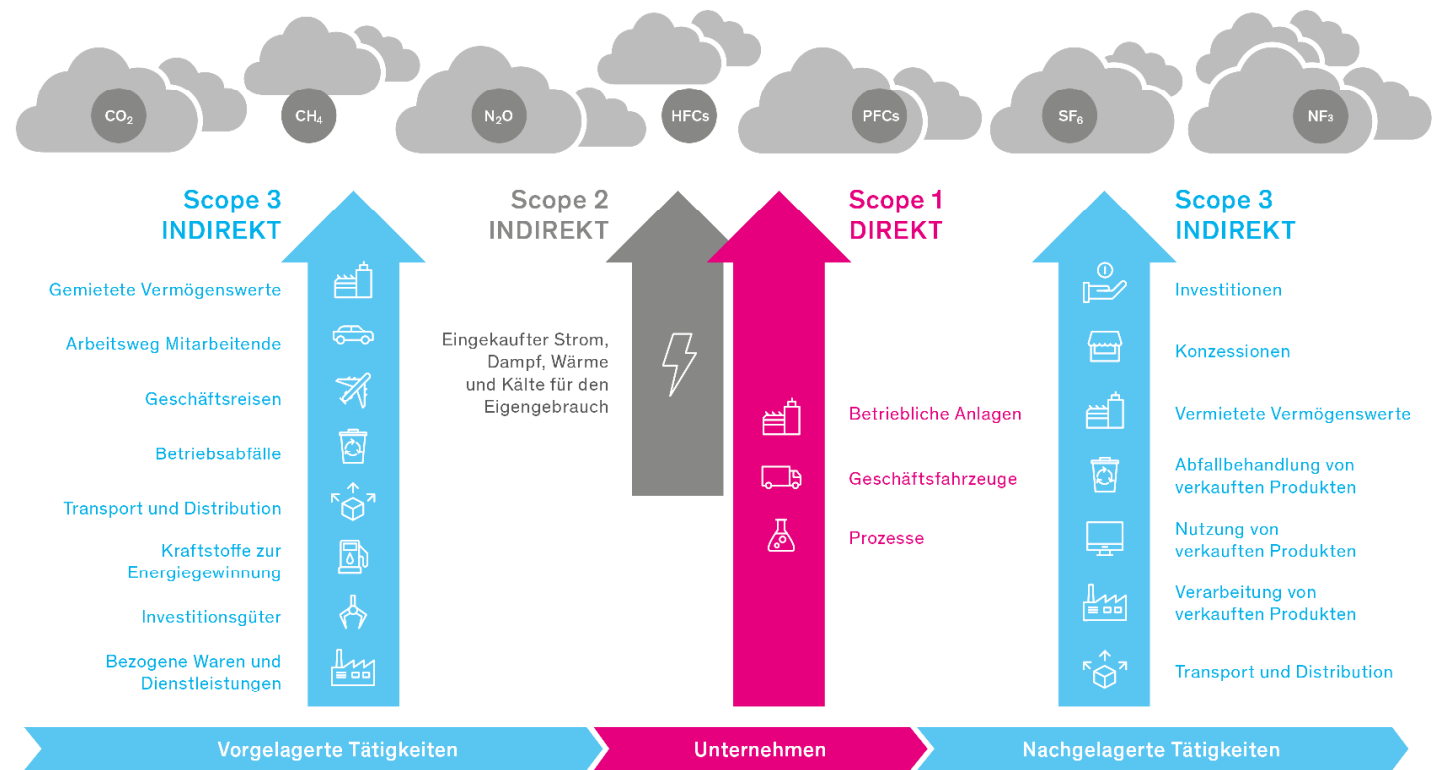 CO₂
CH₄
N₂O
HFCs
PFCs
SF₆
NF₃
Scope 3
INDIREKT
Gemietete Vermögenswerte
Arbeitsweg Mitarbeitende
Geschäftsreisen
Betriebsabfälle
Transport und Distribution
Kraftstoffe zur
Energiegewinnung
Investitionsgüter
Bezogene Waren und
Dienstleistungen
Scope 2
INDIREKT
Eingekaufter Strom,
Dampf, Wärme
und Kälte für den
Eigengebrauch
Scope 1
DIREKT
Betriebliche Anlagen
Geschäftsfahrzeuge
Prozesse
Scope 3
INDIREKT
Investitionen
Konzessionen
Vermietete Vermögenswerte
Abfallbehandlung von
verkauften Produkten
Nutzung von
verkauften Produkten
Verarbeitung von
verkauften Produkten
Transport und Distribution
Vorgelagerte Tätigkeiten
Unternehmen
Nachgelagerte Tätigkeiten